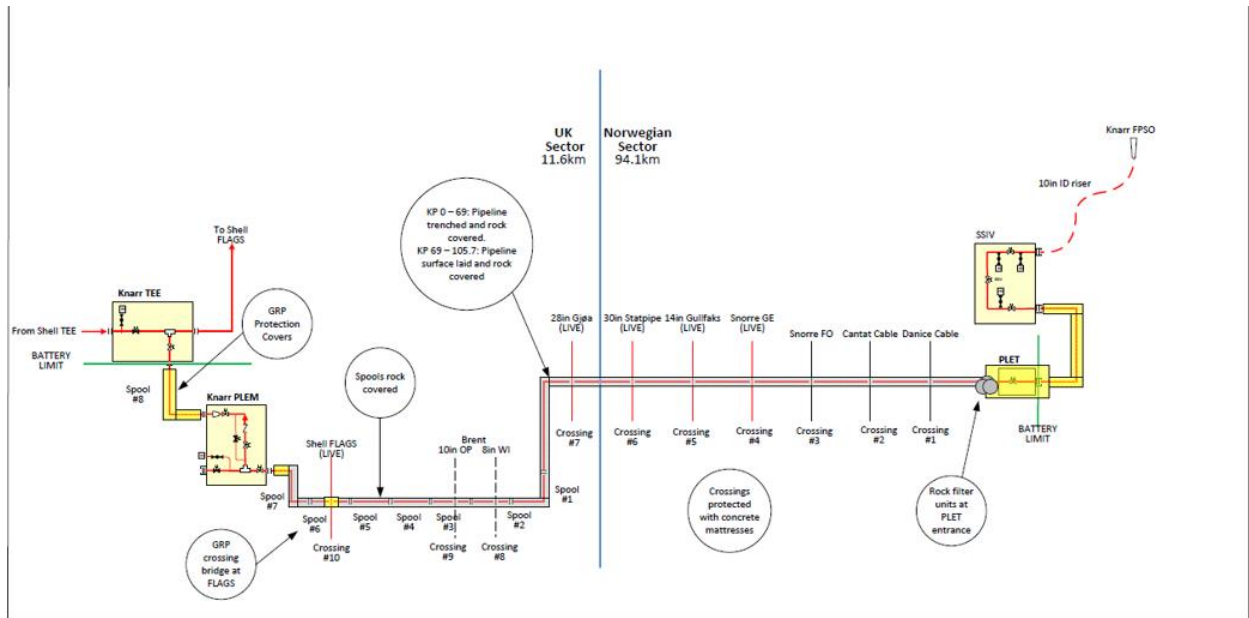 UK
Sector
11.6km
Norwegian
Sector
94.1km
Knarr FPSO
10in ID riser
SSIV
KP 0 – 69: Pipeline
trenched and rock
covered.
KP 69 – 105.7: Pipeline
surface laid and rock
covered
To Shell
FLAGS
Knarr TEE
GRP
Protection
Covers
From Shell TEE
BATTERY
LIMIT
28in Gjøa
(LIVE)
30in Statpipe
(LIVE)
14in Gullfaks
(LIVE)
Snorre GE
(LIVE)
Snorre FO
Cantat Cable
Danice Cable
PLET
Spool
#8
Spools rock
covered
Knarr PLEM
Shell FLAGS
(LIVE)
Brent
10in OP
8in WI
Crossing
#7
Crossing
#6
Crossing
#5
Crossing
#4
Crossing
#3
Crossing
#2
Crossing
#1
BATTERY
LIMIT
Spool
#7
Spool
#6
Spool
#5
Spool
#4
Spool
#3
Spool
#2
Spool
#1
Crossing
#10
Crossing
#9
Crossing
#8
GRP
crossing
bridge at
FLAGS
Crossings
protected
with concrete
mattresses
Rock filter
units at
PLET
entrance